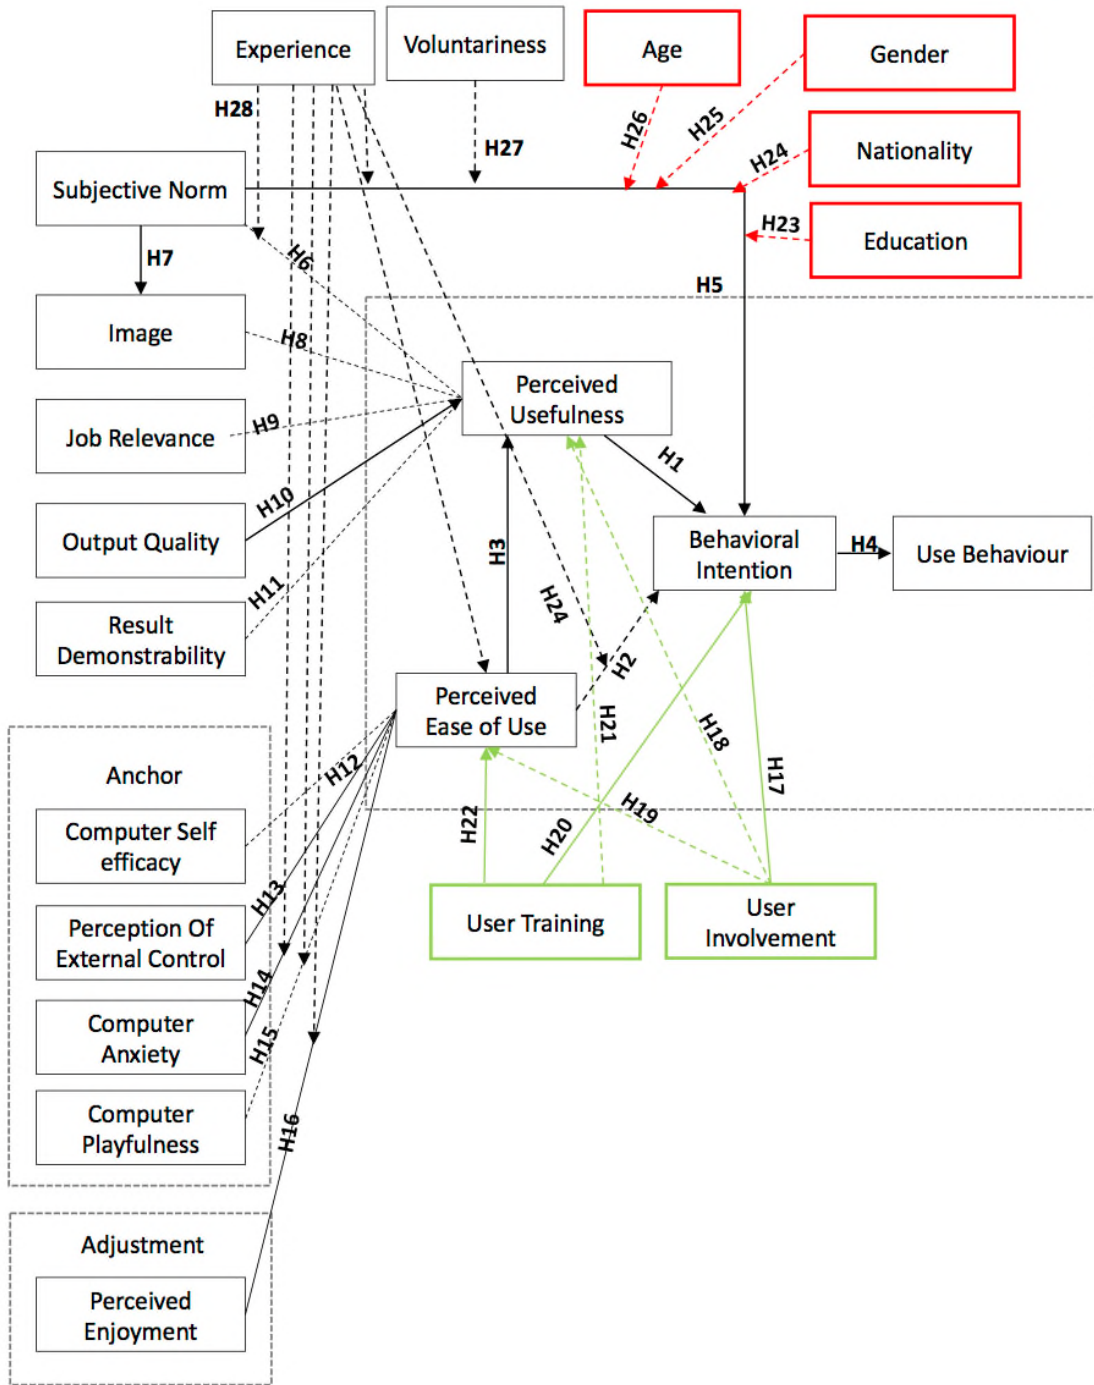 Experience
Voluntariness
Age
Gender
H28
H27
H26
H25
H24
Nationality
Subjective Norm
H23
Education
H7
H6
H5
Image
H8
Perceived
Usefulness
Job Relevance
H9
H1
H10
Output Quality
H3
Behavioral
Intention
H4
Use Behaviour
H11
H24
Result
Demonstrability
H2
Perceived
Ease of Use
H21
H18
H17
Anchor
H12
H22
H20
H19
Computer Self
efficacy
H13
User Training
User
Involvement
Perception Of
External Control
H14
Computer
Anxiety
H15
Computer
Playfulness
H16
Adjustment
Perceived
Enjoyment